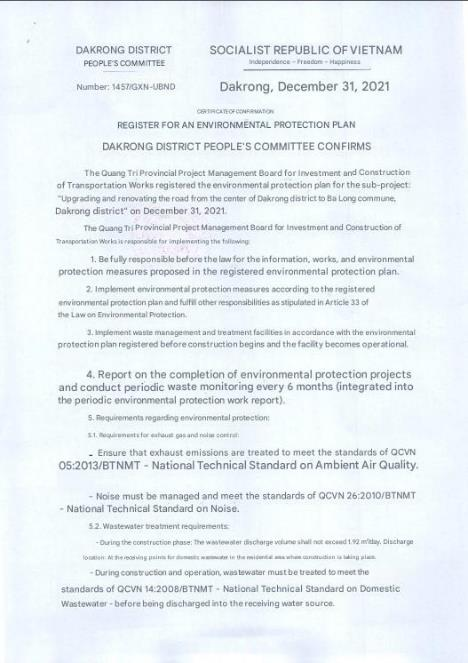 DAKRONG DISTRICT
PEOPLE'S COMMITTEE
SOCIALIST REPUBLIC OF VIETNAM
Independence – Freedom – Happiness
Number: 1457/GXN-UBND
Dakrong, December 31, 2021
CERTIFICATE OF CONFIRMATION
REGISTER FOR AN ENVIRONMENTAL PROTECTION PLAN
DAKRONG DISTRICT PEOPLE'S COMMITTEE CONFIRMS
The Quang Tri Provincial Project Management Board for Investment and Construction
of Transportation Works registered the environmental protection plan for the sub-project:
"Upgrading and renovating the road from the center of Dakrong district to Ba Long commune,
Dakrong district" on December 31, 2021.
The Quang Tri Provincial Project Management Board for Investment and Construction of
Transportation Works is responsible for implementing the following:
1. Be fully responsible before the law for the information, works, and environmental
protection measures proposed in the registered environmental protection plan.
2. Implement environmental protection measures according to the registered
environmental protection plan and fulfill other responsibilities as stipulated in Article 33 of
the Law on Environmental Protection.
3. Implement waste management and treatment facilities in accordance with the environmental
protection plan registered before construction begins and the facility becomes operational.
4. Report on the completion of environmental protection projects
and conduct periodic waste monitoring every 6 months (integrated into
the periodic environmental protection work report).
5. Requirements regarding environmental protection:
5.1. Requirements for exhaust gas and noise control:
- Ensure that exhaust emissions are treated to meet the standards of QCVN
05:2013/BTNMT - National Technical Standard on Ambient Air Quality.
- Noise must be managed and meet the standards of QCVN 26:2010/BTNMT
- National Technical Standard on Noise.
5.2. Wastewater treatment requirements:
- During the construction phase: The wastewater discharge volume shall not exceed 1.92 m³/day. Discharge
location: At the receiving points for domestic wastewater in the residential area where construction is taking place.
- During construction and operation, wastewater must be treated to meet the
standards of QCVN 14:2008/BTNMT - National Technical Standard on Domestic
Wastewater - before being discharged into the receiving water source.